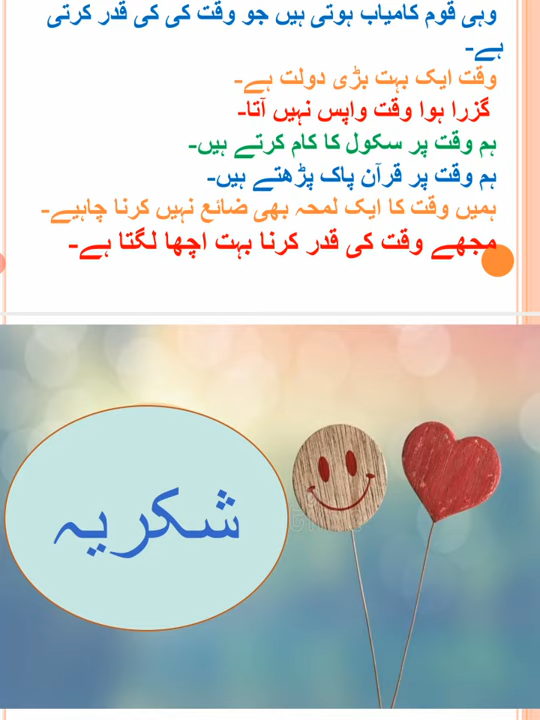 وہی قوم کامیاب ہوتی ہیں جو وقت کی کی قدر کرتی
ہے-
وقت ایک بہت بڑی دولت ہے-
گزرا ہوا وقت واپس نہیں آتا-
ہم وقت پر سکول کا کام کرتے ہیں-
ہم وقت پر قرآن پاک پڑھتے ہیں-
ہمیں وقت کا ایک لمحہ بھی ضائع نہیں کرنا چاہیے-
مجھے وقت کی قدر کرنا بہت اچھا لگتا ہے-
شکریہ